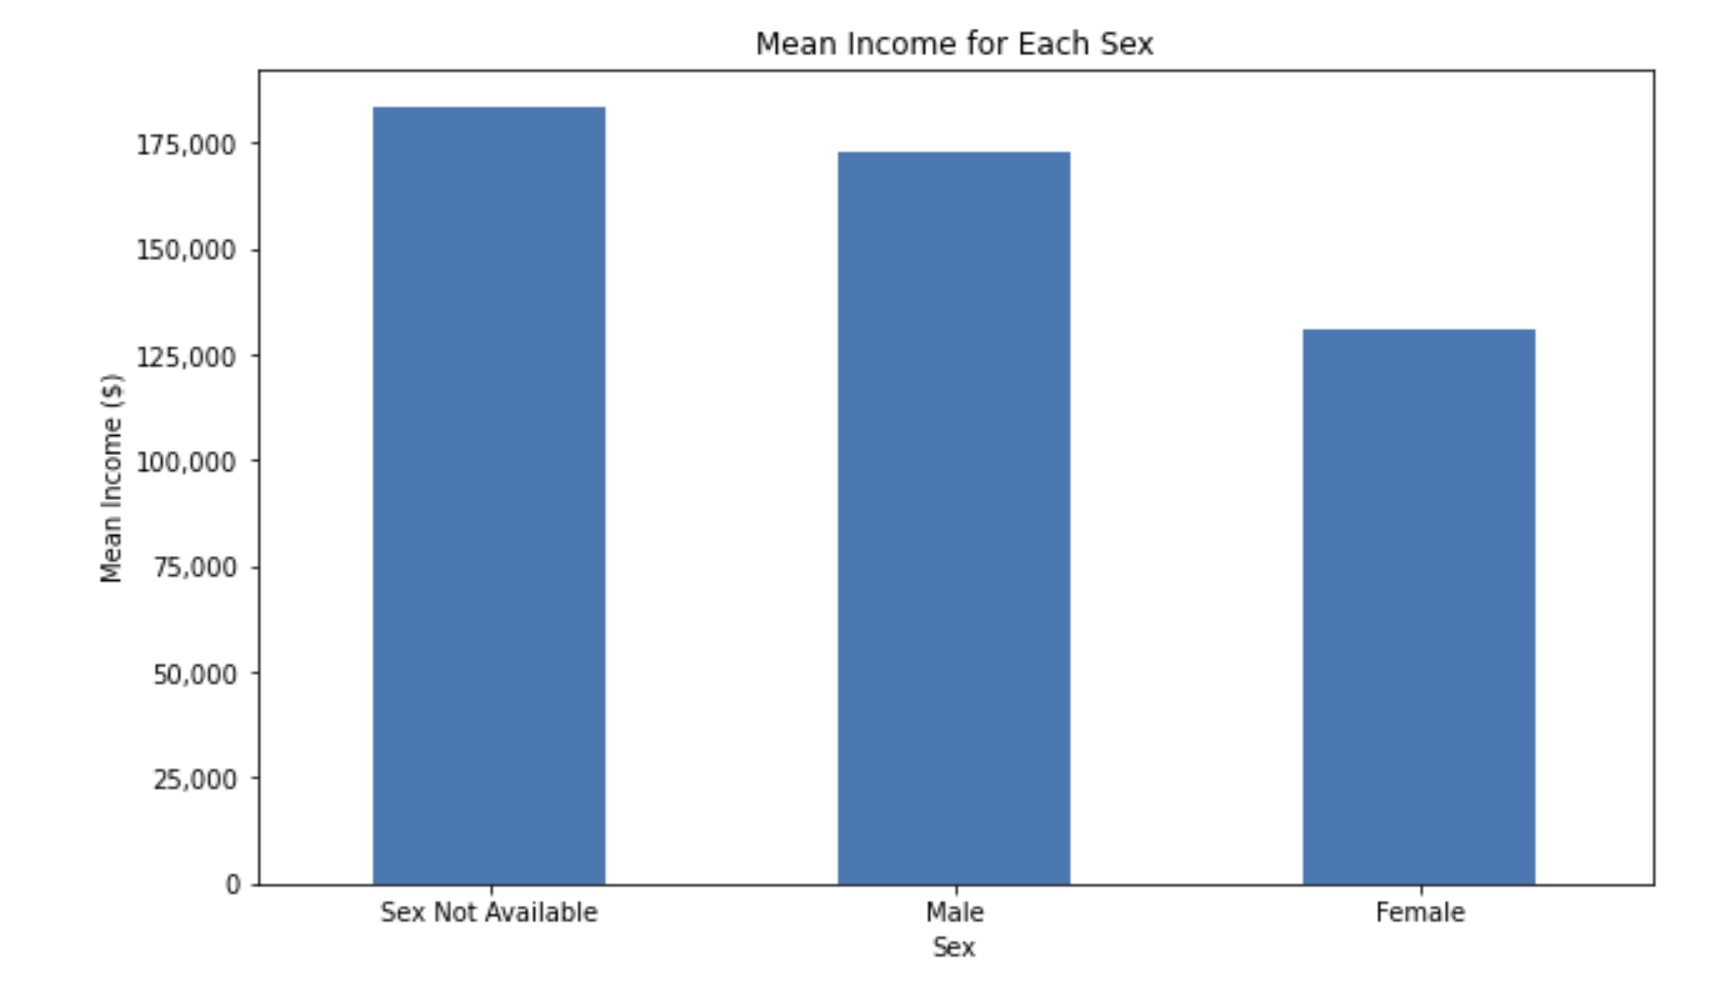 Mean Income for Each Sex
Mean Income ($)
175,000
150,000
125,000
100,000
75,000
50,000
25,000
0
Sex Not Available
Male
Female
Sex